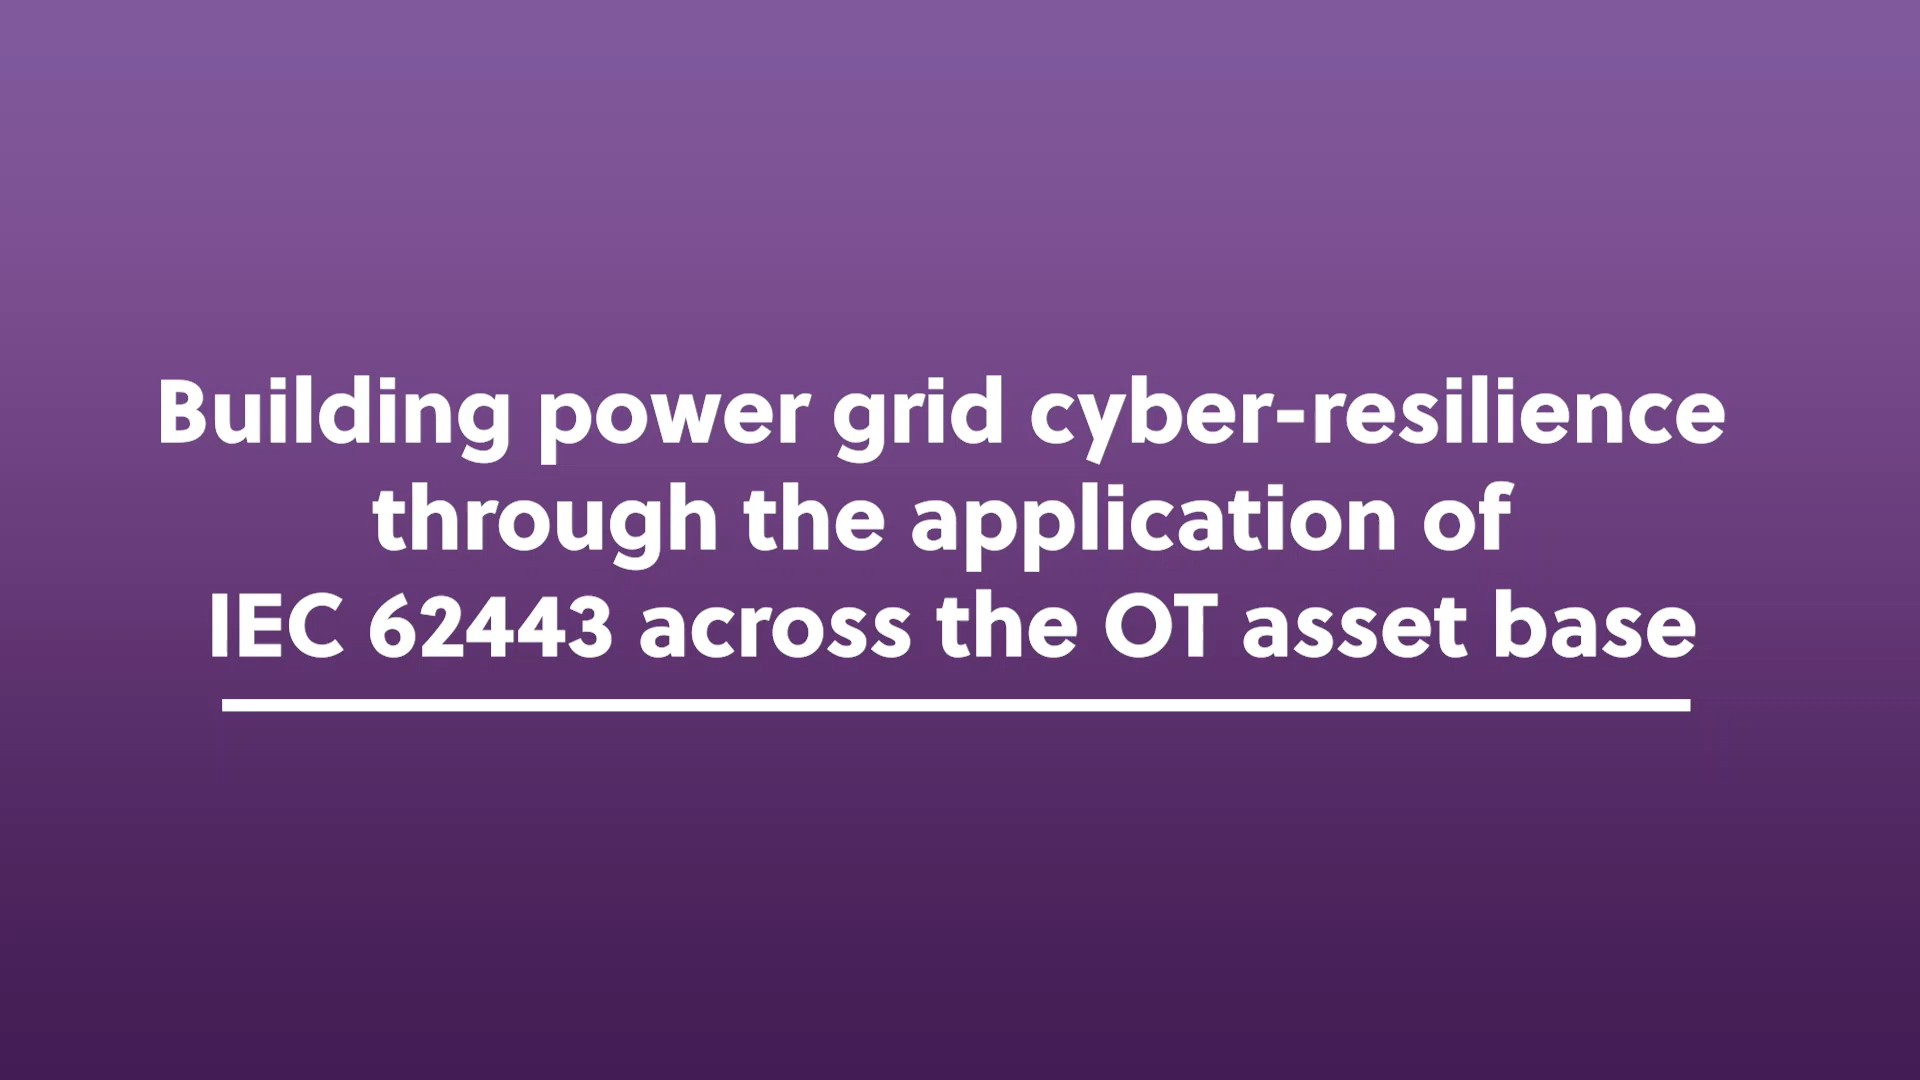 Building power grid cyber-resilience
through the application of
IEC 62443 across the OT asset base